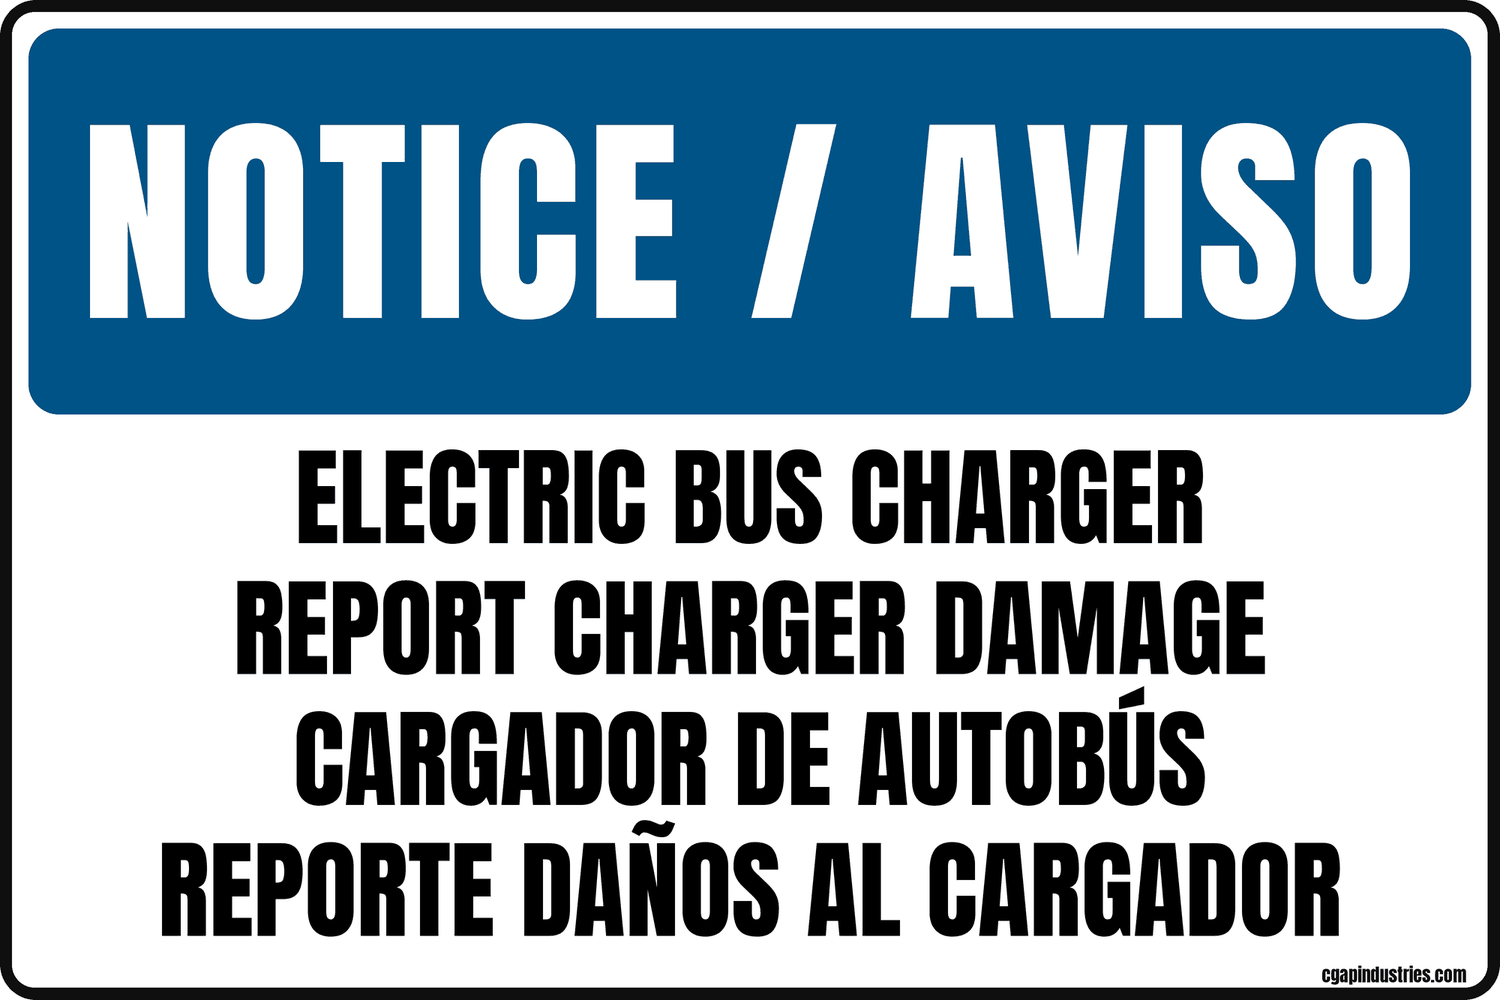 NOTICE / AVISO
ELECTRIC BUS CHARGER
REPORT CHARGER DAMAGE
CARGADOR DE AUTOBÚS
REPORTE DAÑOS AL CARGADOR
cgapindustries.com